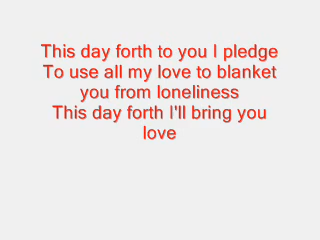 This day forth to you I pledge
To use all my love to blanket
you from loneliness
This day forth I'll bring you
love